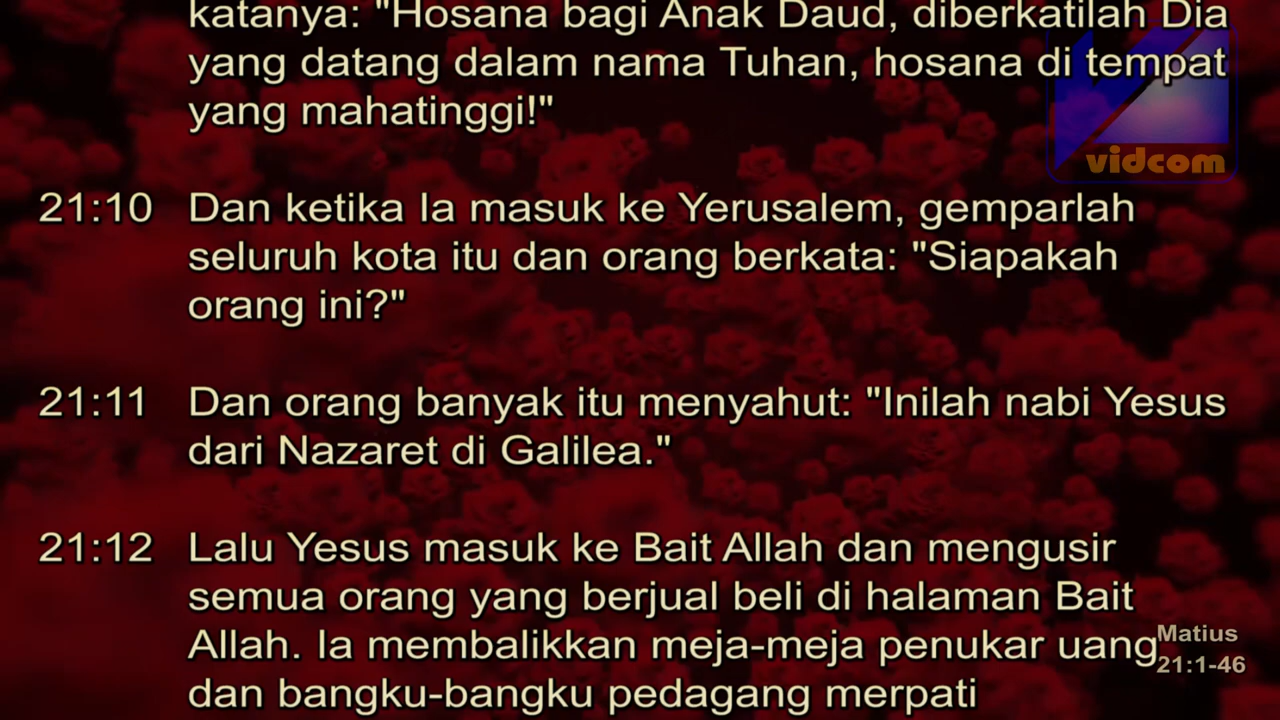 katanya: "Hosana bagi Anak Daud, diberkatilah Dia
yang datang dalam nama Tuhan, hosana di tempat
yang mahatinggi!"
vidcom
21:10 Dan ketika Ia masuk ke Yerusalem, gemparlah
seluruh kota itu dan orang berkata: "Siapakah
orang ini?"
21:11 Dan orang banyak itu menyahut: "Inilah nabi Yesus
dari Nazaret di Galilea."
21:12 Lalu Yesus masuk ke Bait Allah dan mengusir
semua orang yang berjual beli di halaman Bait
Allah. Ia membalikkan meja-meja penukar uang
dan bangku-bangku pedagang merpati
Matius
21:1-46